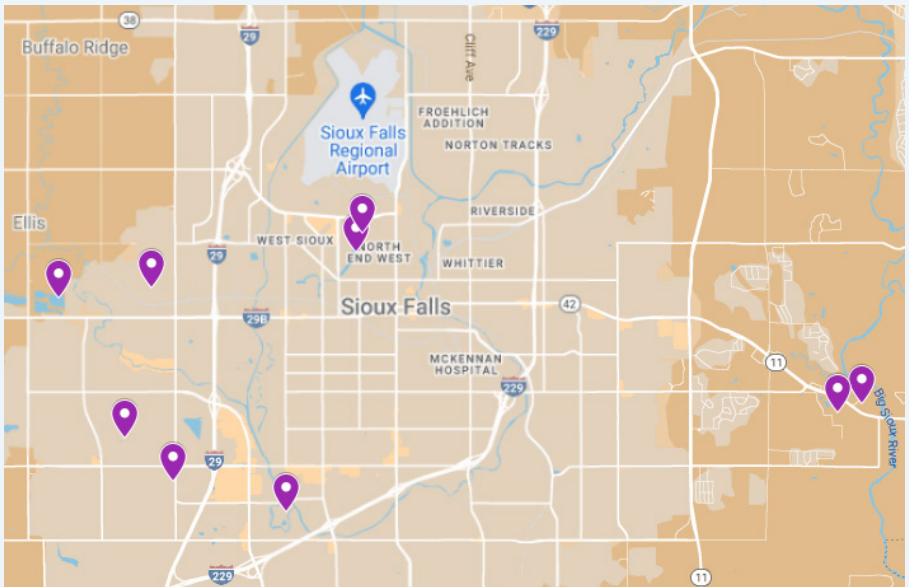 38
Buffalo Ridge
29
Cliff Ave
229
FROEHLICH
ADDITION
Sioux Falls
Regional
Airport
NORTON TRACKS
Ellis
RIVERSIDE
WEST SIOUX
NORTH
END WEST
29
WHITTIER
Sioux Falls
42
29B
MCKENNAN
HOSPITAL
11
229
Big Sioux River
29
229
11